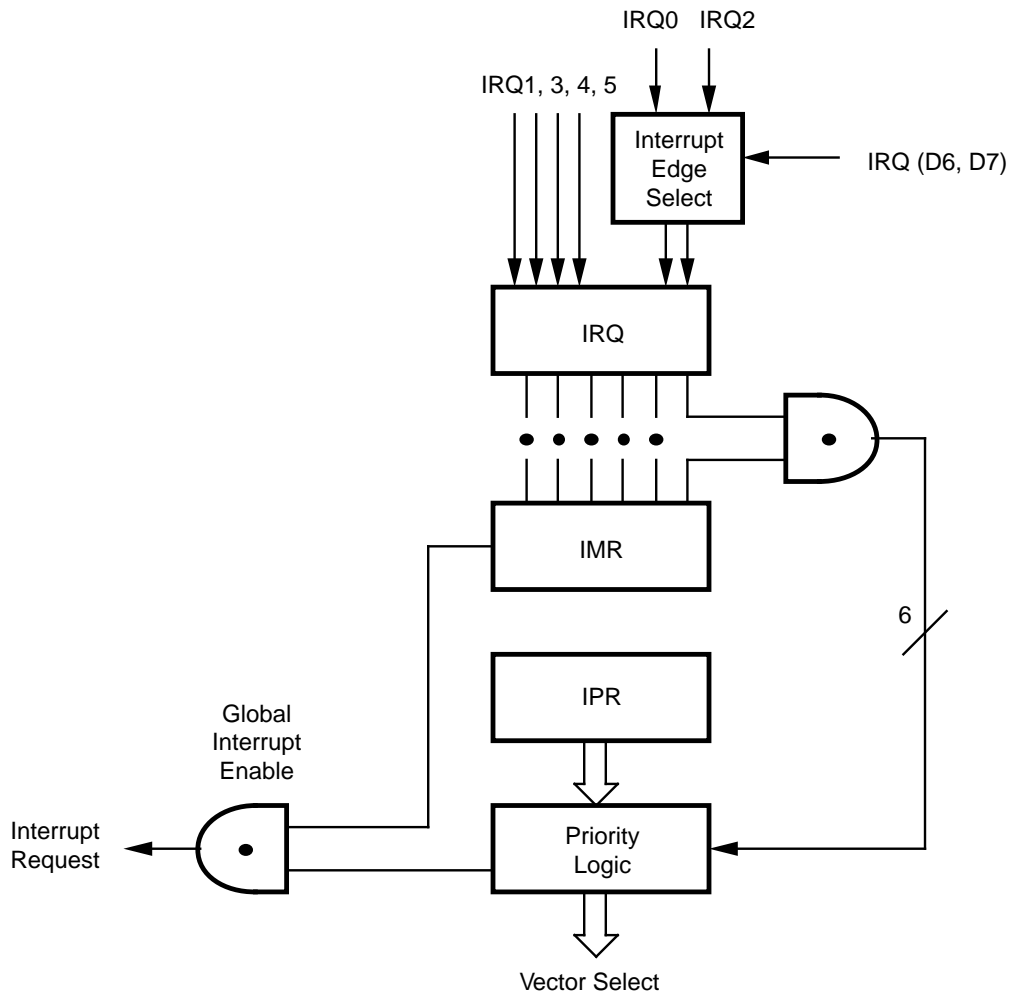 IRQ0 IRQ2
IRQ1, 3, 4, 5
Interrupt
Edge
Select
IRQ (D6, D7)
IRQ
IMR
6
IPR
Global
Interrupt
Enable
Interrupt
Request
Priority
Logic
Vector Select